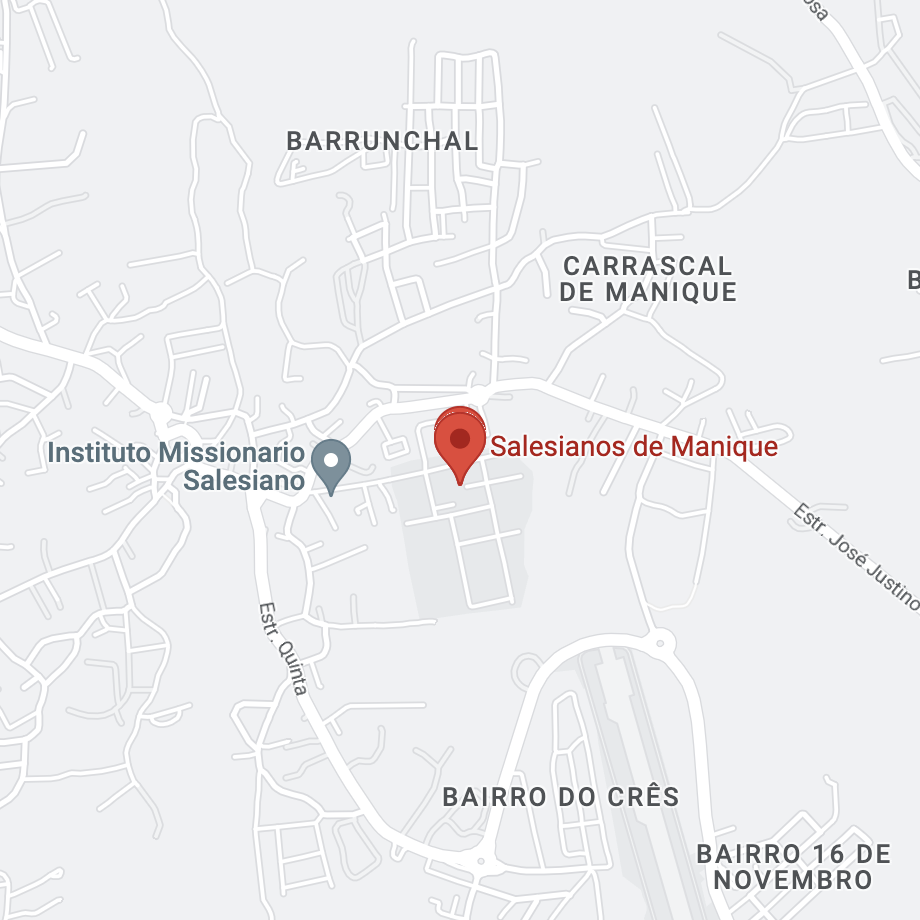 BARRUNCHAL
CARRASCAL
DE MANIQUE
Instituto Missionario
Salesiano
Salesianos de Manique
Estr. José Justino
Estr. Quinta
BAIRRO DO CRÊS
BAIRRO 16 DE
NOVEMBRO